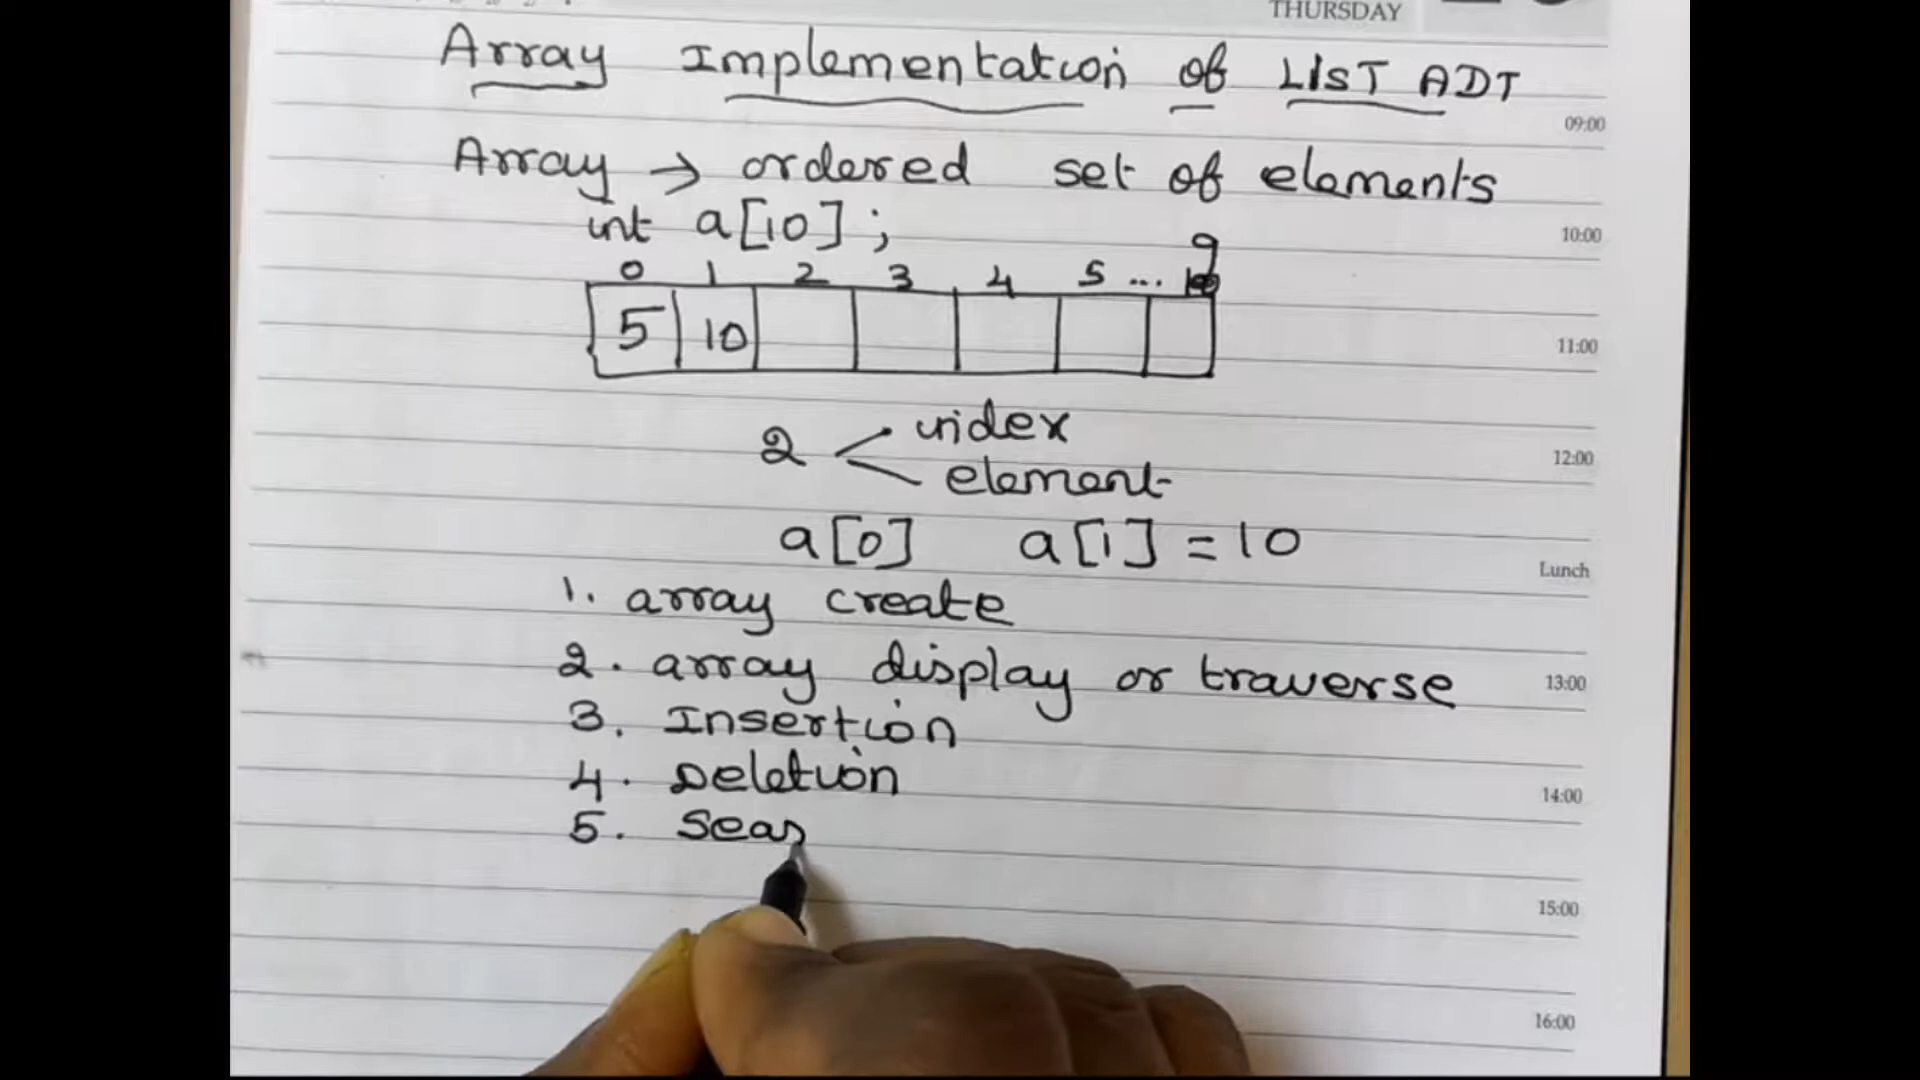 THURSDAY
Array Implementation of LIST ADT
09:00
Array → ordered set of elements
int a[10];
10:00
0 1 2 3 4 5 ... 9
5 10
11:00
2 < index
element
12:00
a[0] a[1] = 10
Lunch
1. array create
2. array display or traverse
13:00
3. Insertion
4. Deletion
14:00
5. Sear
15:00
16:00